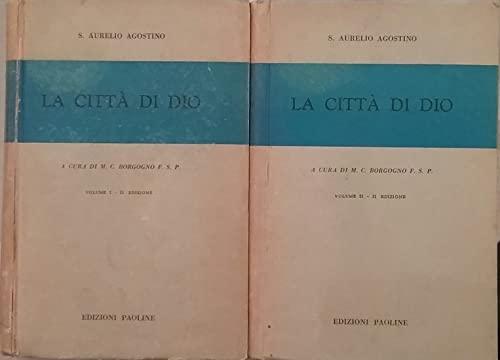 S. AURELIO AGOSTINO
LA CITTÀ DI DIO
A CURA DI M. C. BORGOGNO F. S. P.
VOLUME I - II EDIZIONE
EDIZIONI PAOLINE
S. AURELIO AGOSTINO
LA CITTÀ DI DIO
A CURA DI M. C. BORGOGNO F. S. P.
VOLUME II - II EDIZIONE
EDIZIONI PAOLINE